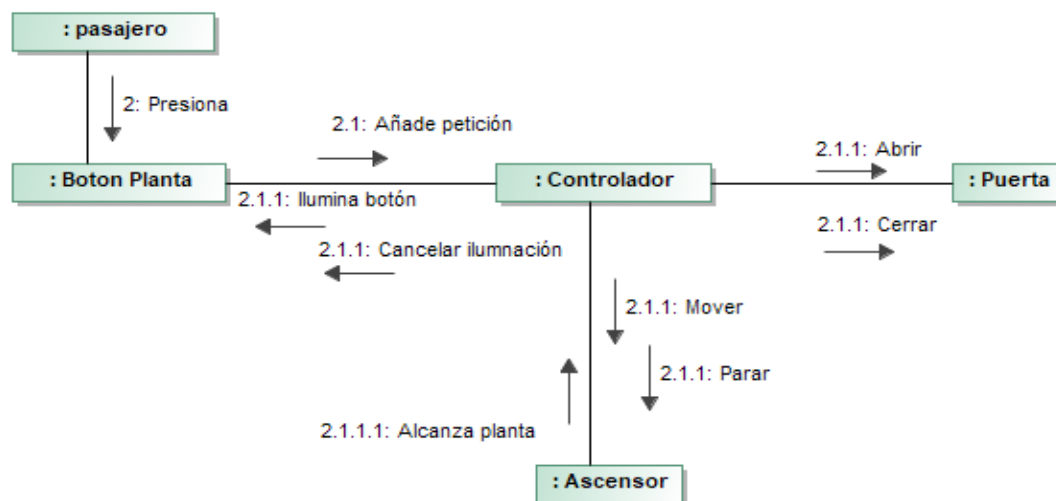 : pasajero
2: Presiona
2.1: Añade petición
2.1.1: Abrir
: Boton Planta
: Controlador
: Puerta
2.1.1: Ilumina botón
2.1.1: Cerrar
2.1.1: Cancelar ilumnación
2.1.1: Mover
2.1.1: Parar
2.1.1.1: Alcanza planta
: Ascensor